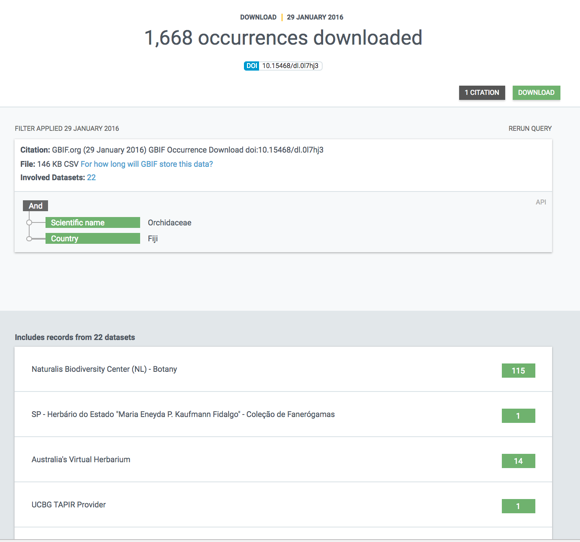 DOWNLOAD | 29 JANUARY 2016
1,668 occurrences downloaded
DOI 10.15468/dl.0l7hj3
1 CITATION DOWNLOAD
FILTER APPLIED 29 JANUARY 2016 RERUN QUERY
Citation: GBIF.org (29 January 2016) GBIF Occurrence Download doi:10.15468/dl.0l7hj3
File: 146 KB CSV For how long will GBIF store this data?
Involved Datasets: 22
And API
Scientific name Orchidaceae
Country Fiji
Includes records from 22 datasets
Naturalis Biodiversity Center (NL) - Botany 115
SP - Herbário do Estado "Maria Eneyda P. Kaufmann Fidalgo" - Coleção de Fanerógamas 1
Australia's Virtual Herbarium 14
UCBG TAPIR Provider 1